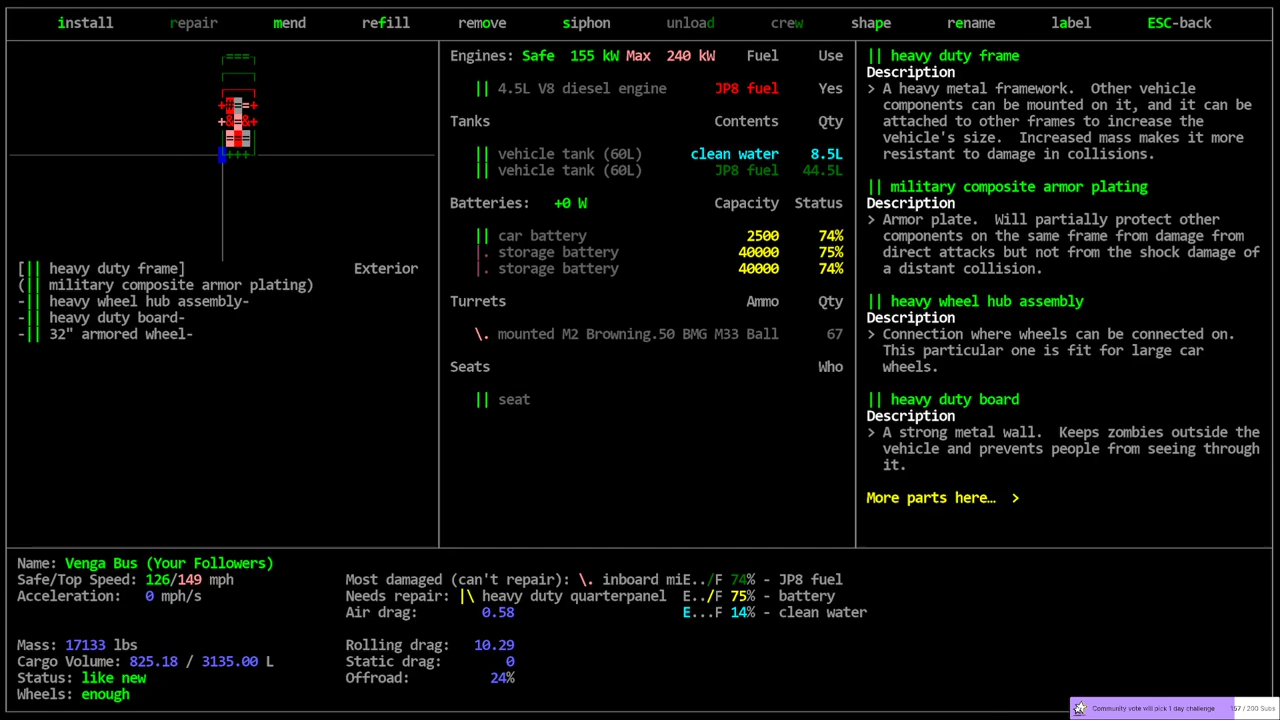 install repair mend refill remove siphon unload crew shape rename label ESC-back
Engines: Safe 155 kW Max 240 kW Fuel Use
|| 4.5L V8 diesel engine JP8 fuel Yes
Tanks Contents Qty
|| vehicle tank (60L) clean water 8.5L
|| vehicle tank (60L) JP8 fuel 44.5L
Batteries: +0 W Capacity Status
|| car battery 2500 74%
|. storage battery 40000 75%
|. storage battery 40000 74%
Turrets Ammo Qty
\. mounted M2 Browning.50 BMG M33 Ball 67
Seats Who
|| seat
[|| heavy duty frame] Exterior
(|| military composite armor plating)
-|| heavy wheel hub assembly-
-|| heavy duty board-
-|| 32" armored wheel-
|| heavy duty frame
Description
> A heavy metal framework. Other vehicle
components can be mounted on it, and it can be
attached to other frames to increase the
vehicle's size. Increased mass makes it more
resistant to damage in collisions.
|| military composite armor plating
Description
> Armor plate. Will partially protect other
components on the same frame from damage from
direct attacks but not from the shock damage of
a distant collision.
|| heavy wheel hub assembly
Description
> Connection where wheels can be connected on.
This particular one is fit for large car
wheels.
|| heavy duty board
Description
> A strong metal wall. Keeps zombies outside the
vehicle and prevents people from seeing through
it.
More parts here… >
Name: Venga Bus (Your Followers)
Safe/Top Speed: 126/149 mph
Acceleration: 0 mph/s
Mass: 17133 lbs
Cargo Volume: 825.18 / 3135.00 L
Status: like new
Wheels: enough
Most damaged (can't repair): \. inboard miE../F 74% - JP8 fuel
Needs repair: |\ heavy duty quarterpanel E../F 75% - battery
Air drag: 0.58 E...F 14% - clean water
Rolling drag: 10.29
Static drag: 0
Offroad: 24%
Community vote will pick 1 day challenge 157 / 200 Subs